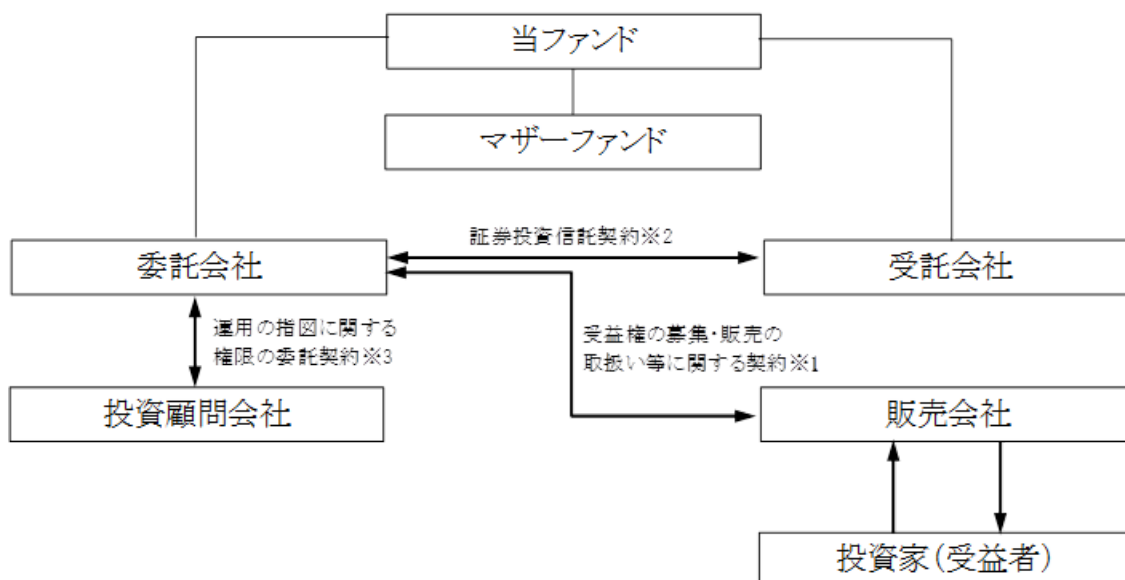 当ファンド
マザーファンド
証券投資信託契約※2
委託会社
受託会社
運用の指図に関する
権限の委託契約※3
受益権の募集・販売の
取扱い等に関する契約※1
投資顧問会社
販売会社
投資家(受益者)